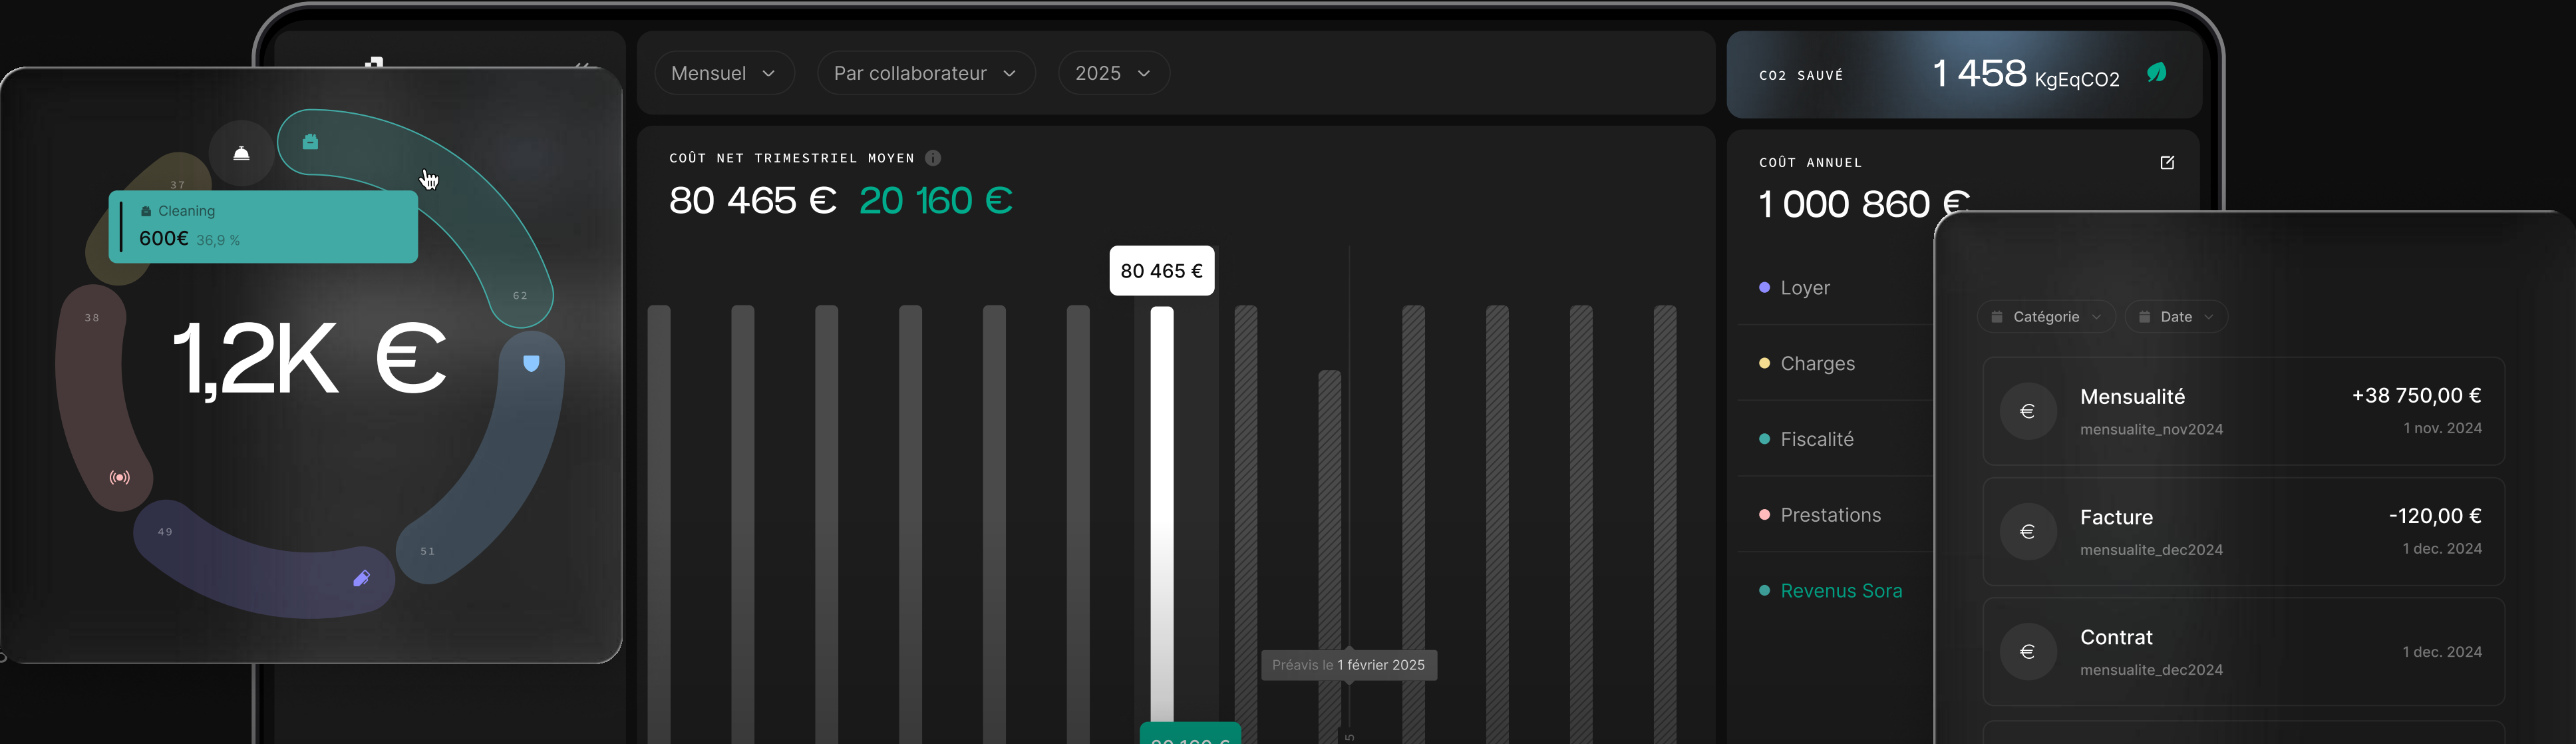 37
Cleaning
600€ 36,9 %
62
38
1,2K €
49
51
Mensuel
Par collaborateur
2025
COÛT NET TRIMESTRIEL MOYEN
80 465 € 20 160 €
80 465 €
Préavis le 1 février 2025
CO2 SAUVÉ
1 458 KgEqCO2
COÛT ANNUEL
1 000 860 €
Loyer
Charges
Fiscalité
Prestations
Revenus Sora
Catégorie
Date
Mensualité
+38 750,00 €
mensualite_nov2024
1 nov. 2024
Facture
-120,00 €
mensualite_dec2024
1 dec. 2024
Contrat
mensualite_dec2024
1 dec. 2024